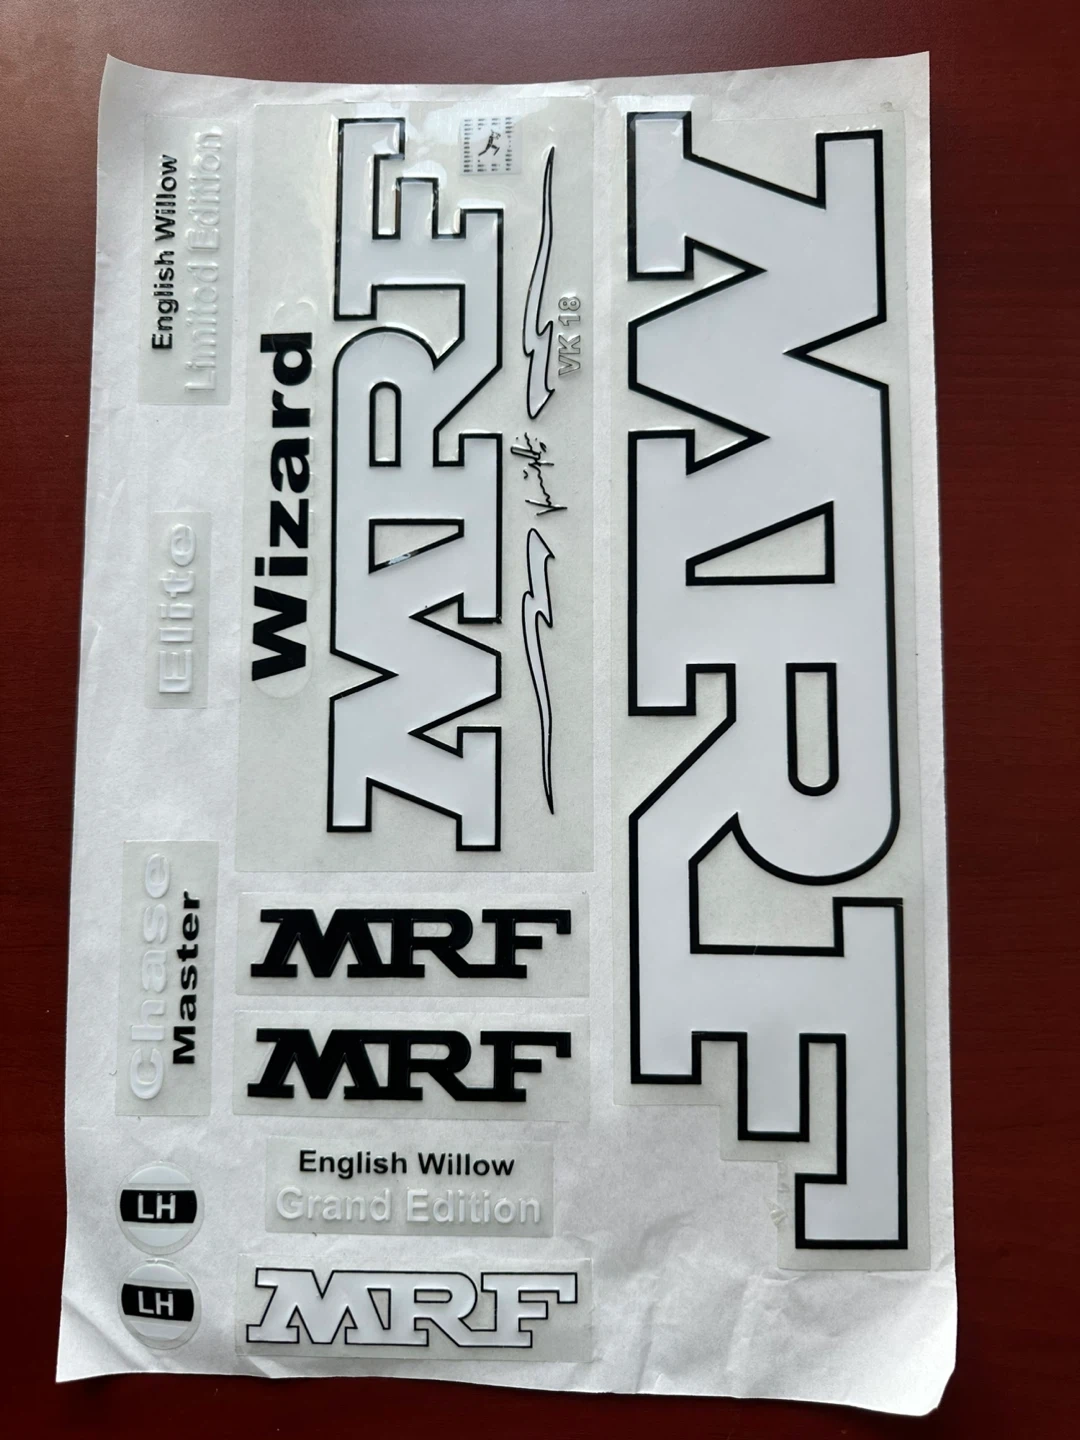 English Willow
Limited Edition
Elite
Chase
Master
LH
LH
Wizard
MRF
VK 18
MRF
MRF
MRF
English Willow
Grand Edition
MRF